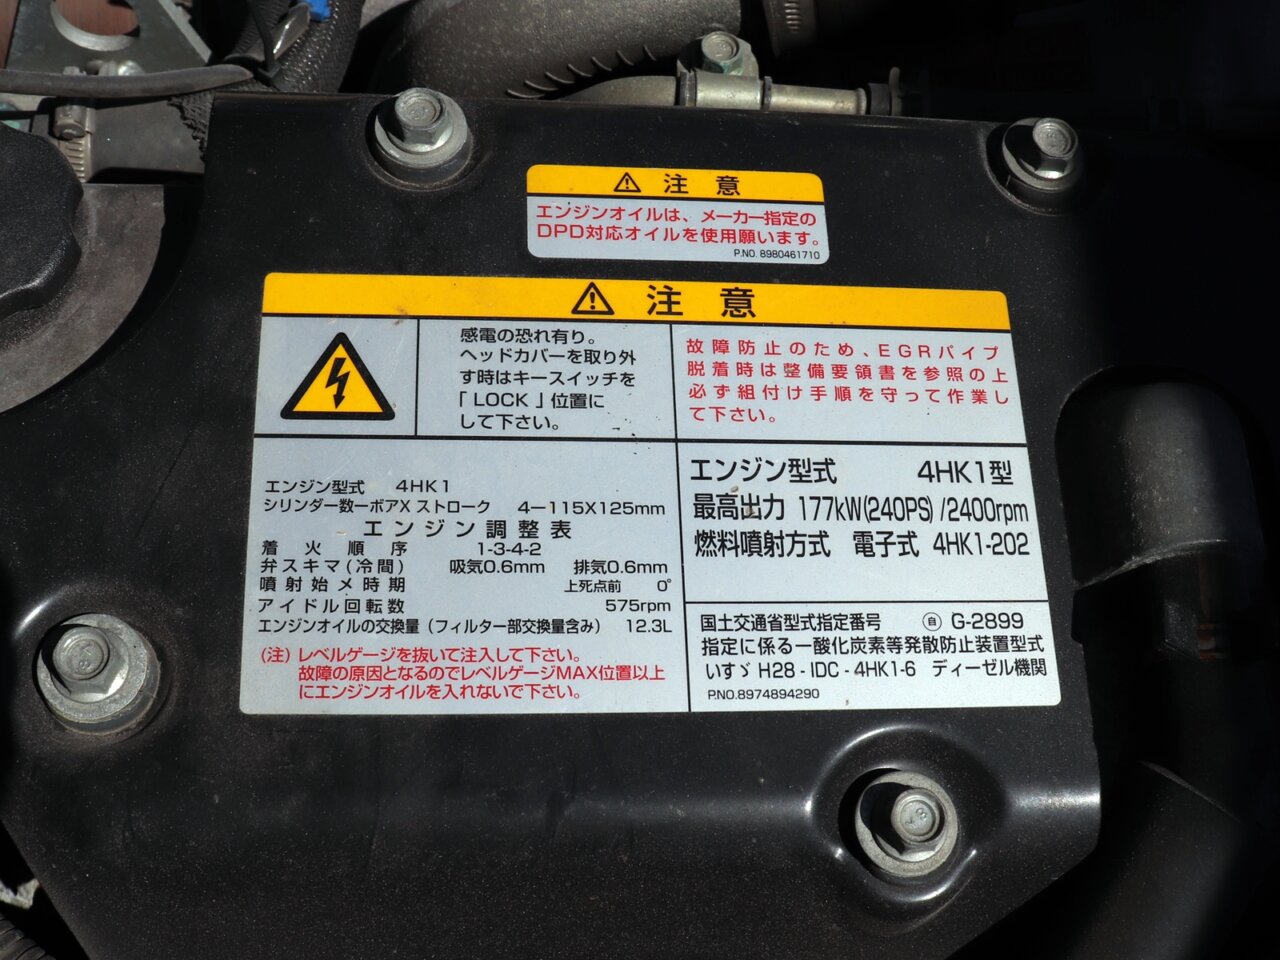 注意
エンジンオイルは、メーカー指定の
DPD対応オイルを使用願います。
P.NO. 8980461710
注意
感電の恐れ有り。
ヘッドカバーを取り外
す時はキースイッチを
「LOCK」位置に
して下さい。
故障防止のため、EGRパイプ
脱着時は整備要領書を参照の上
必ず組付け手順を守って作業し
て下さい。
エンジン型式 4HK1
シリンダー数ーボアXストローク 4ー115X125mm
エンジン調整表
着火順序 1-3-4-2
弁スキマ(冷間) 吸気0.6mm 排気0.6mm
噴射始メ時期 上死点前 0°
アイドル回転数 575rpm
エンジンオイルの交換量(フィルター部交換量含み) 12.3L
(注)レベルゲージを抜いて注入して下さい。
故障の原因となるのでレベルゲージMAX位置以上
にエンジンオイルを入れないで下さい。
エンジン型式 4HK1型
最高出力 177kW(240PS)/2400rpm
燃料噴射方式 電子式 4HK1-202
国土交通省型式指定番号 ㉂ G-2899
指定に係る一酸化炭素等発散防止装置型式
いすゞ H28-IDC-4HK1-6 ディーゼル機関
P.NO.8974894290